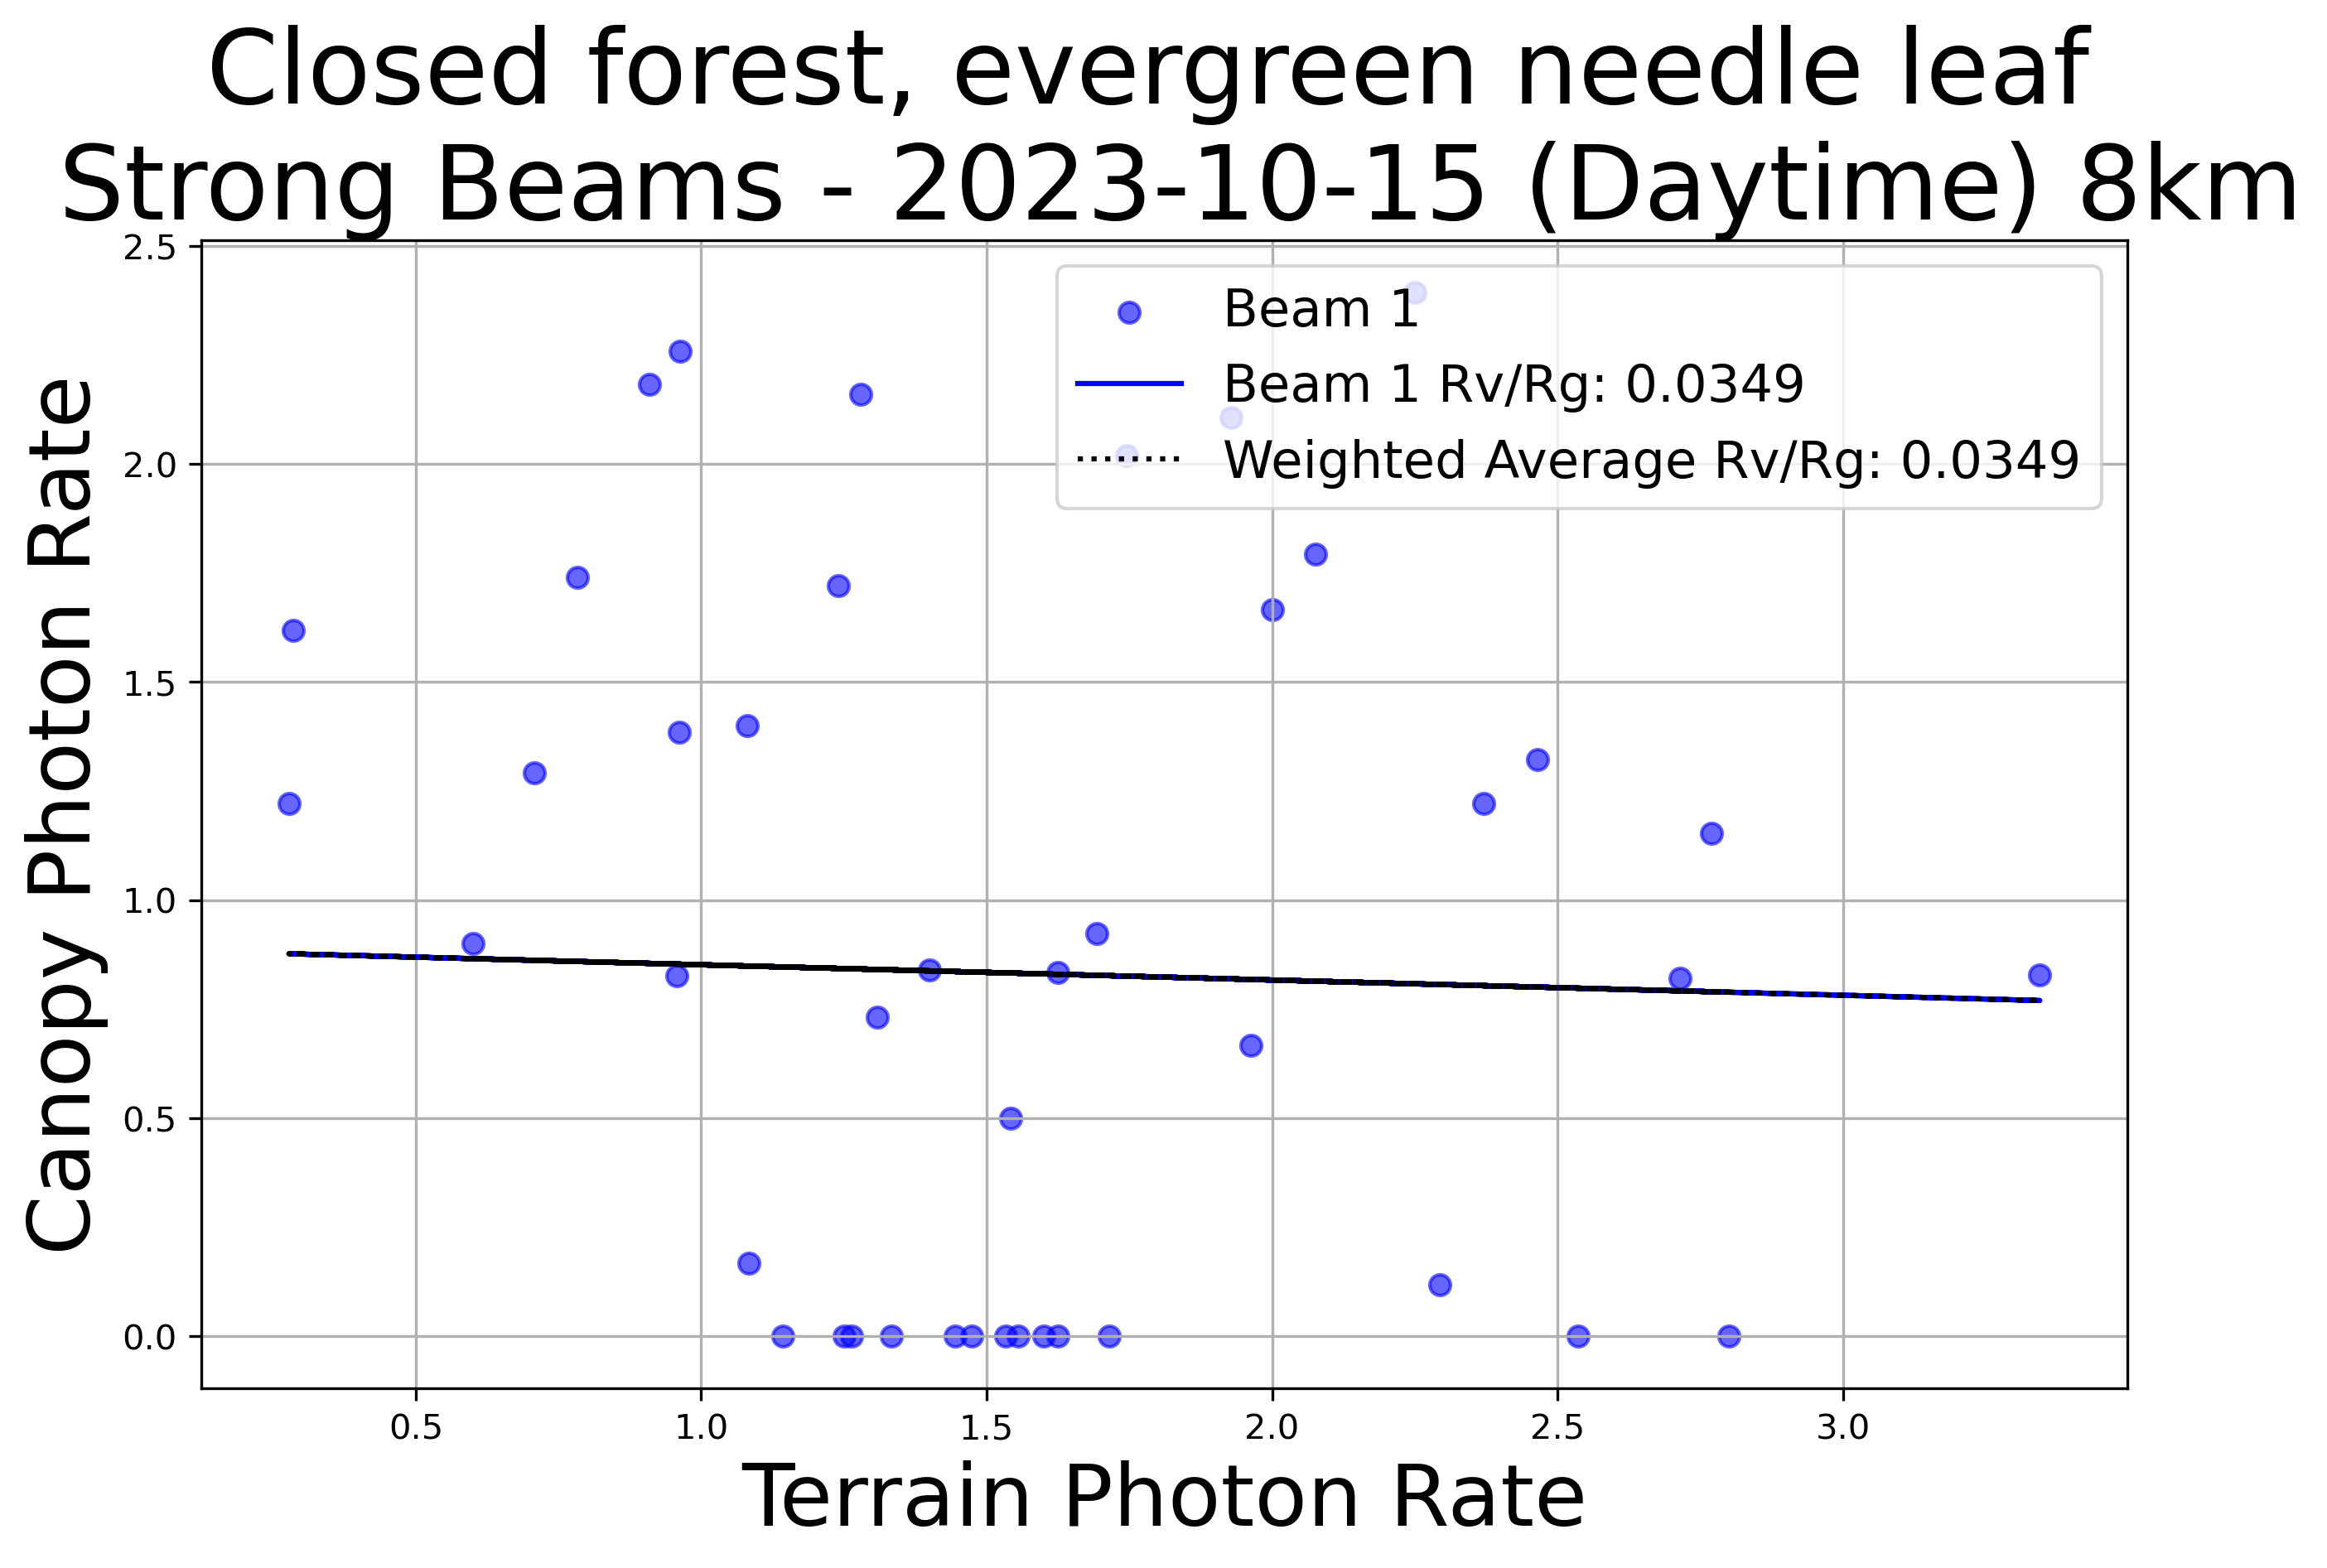 Closed forest, evergreen needle leaf
Strong Beams - 2023-10-15 (Daytime) 8km
Beam 1
Beam 1 Rv/Rg: 0.0349
Weighted Average Rv/Rg: 0.0349
Canopy Photon Rate
2.5
2.0
1.5
1.0
0.5
0.0
0.5
1.0
1.5
2.0
2.5
3.0
Terrain Photon Rate